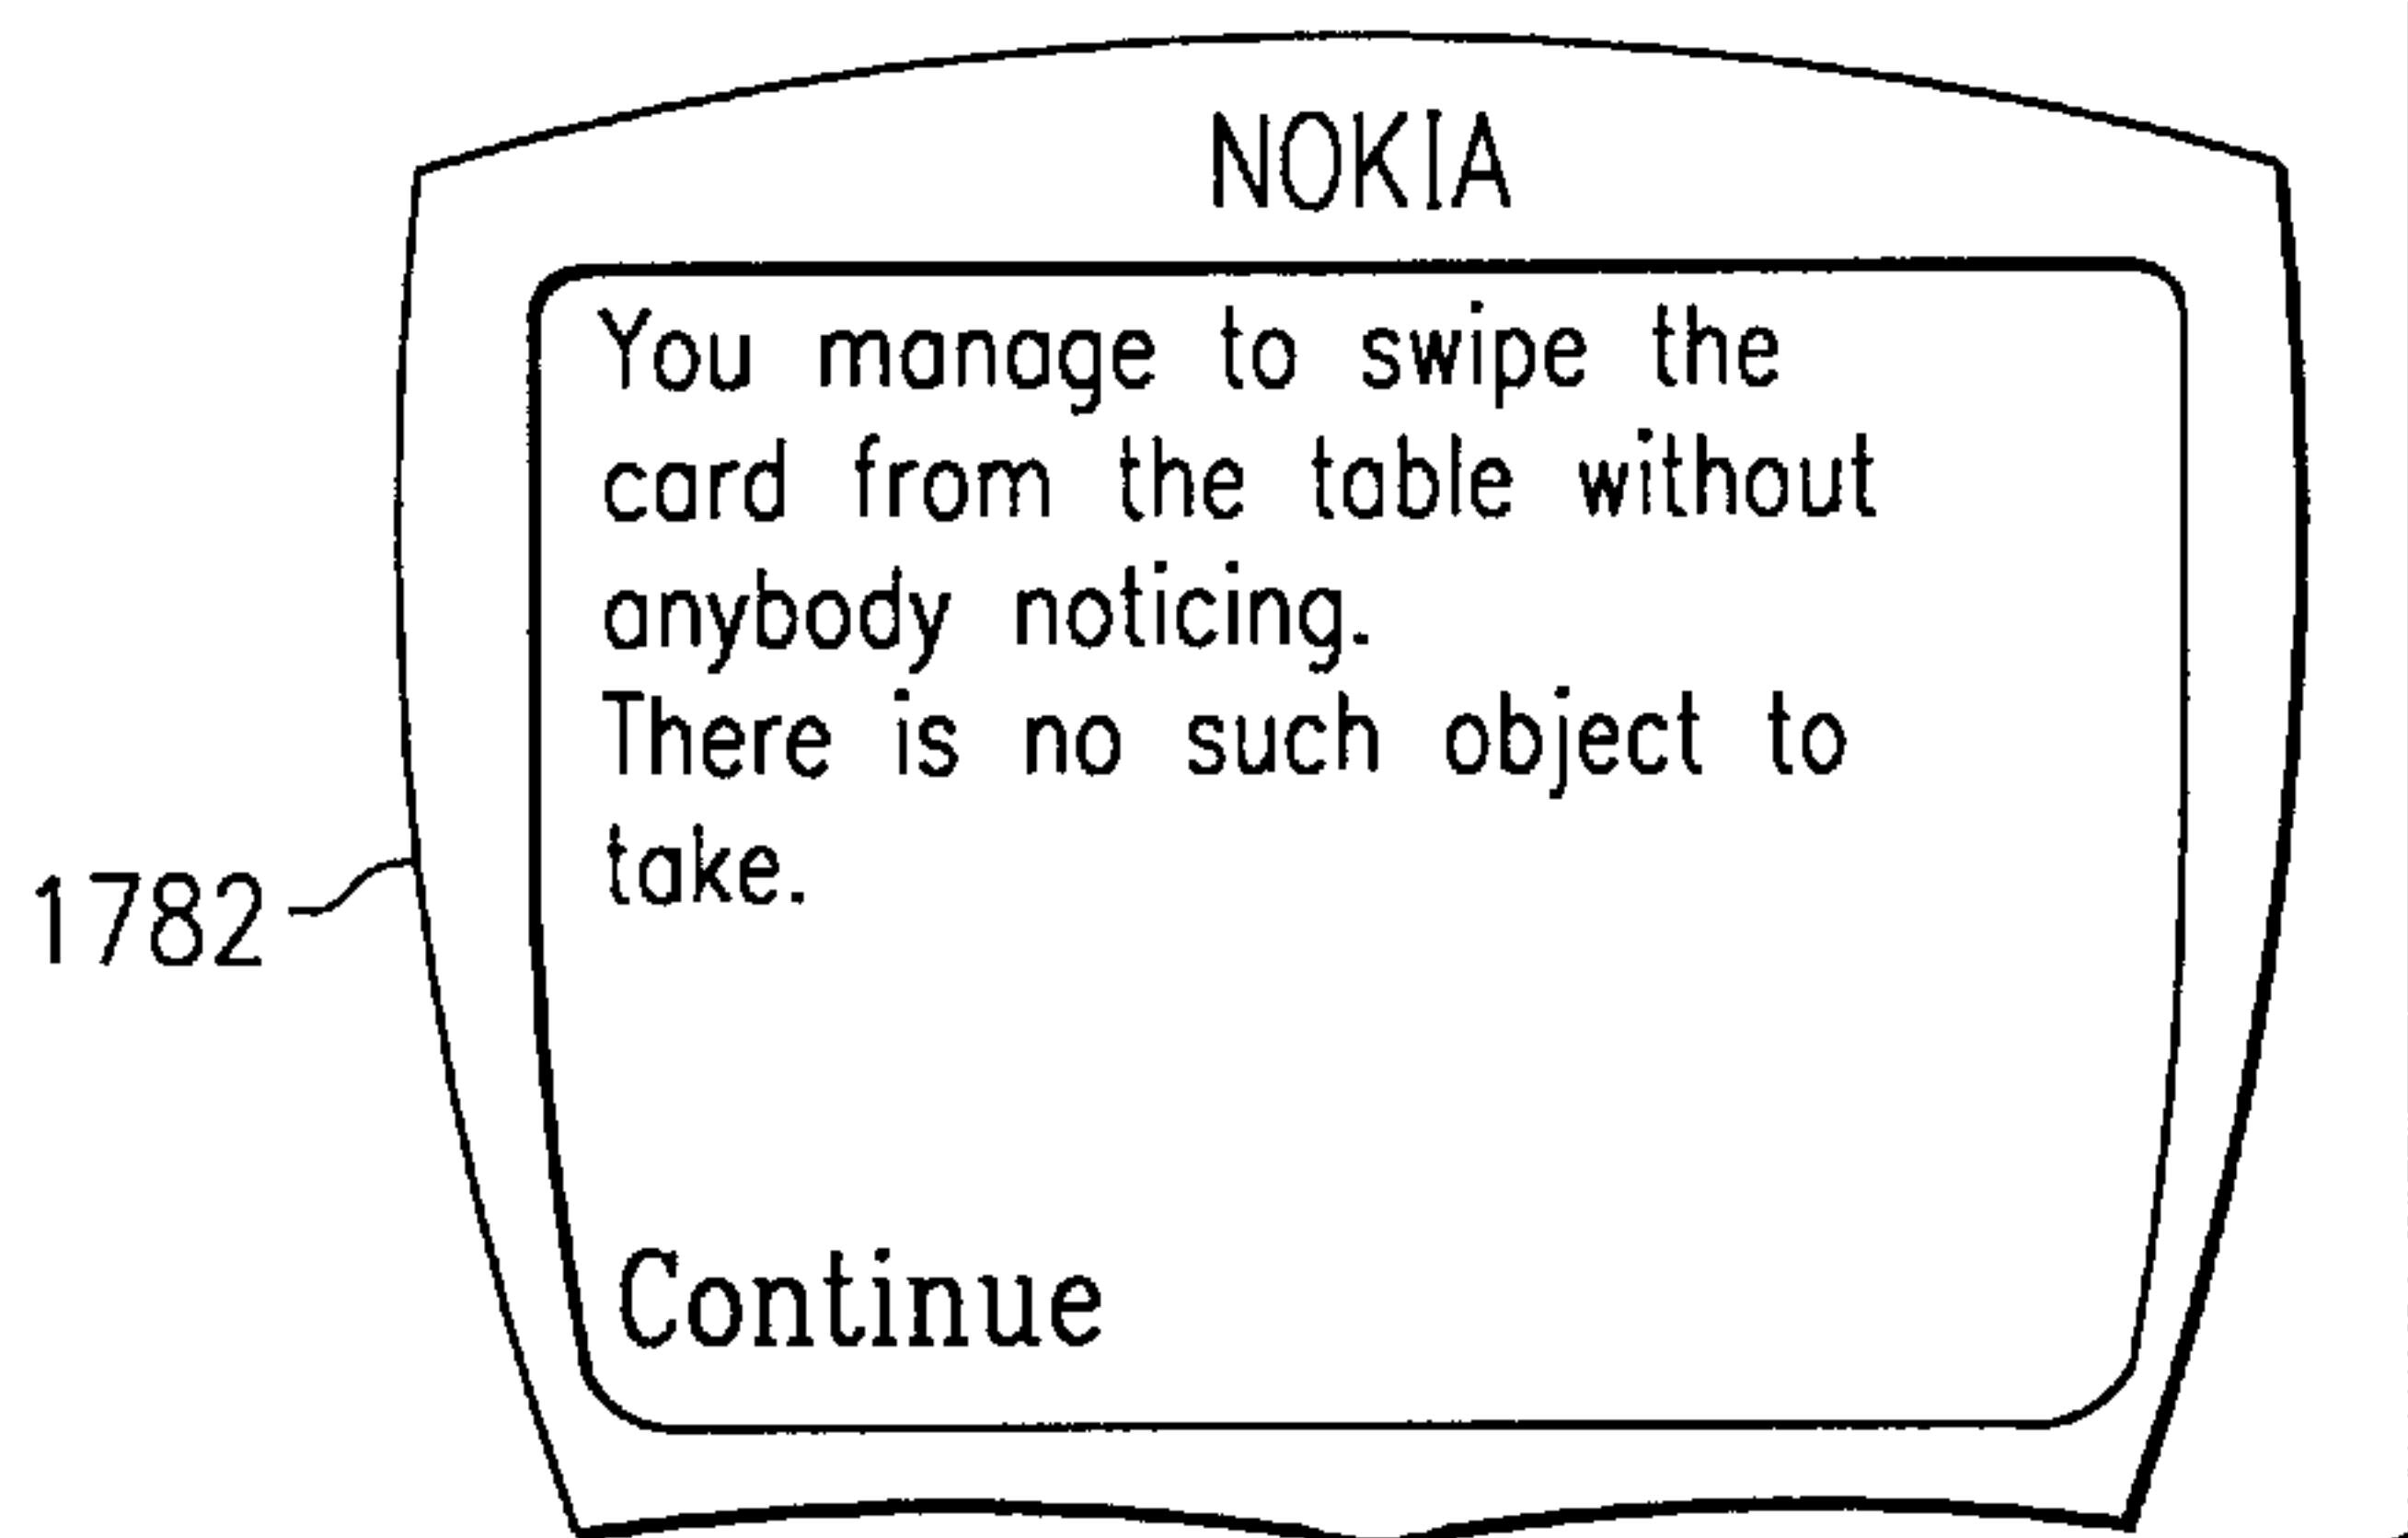 NOKIA
You manage to swipe the
card from the table without
anybody noticing.
There is no such object to
take.
1782
Continue